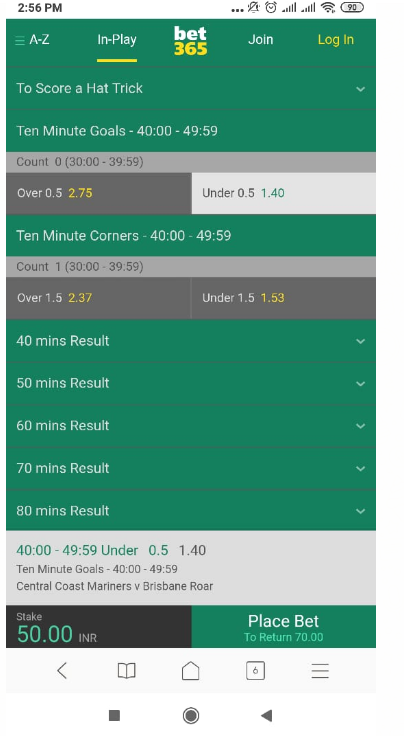 2:56 PM
90
A-Z
In-Play
bet
365
Join
Log In
To Score a Hat Trick
Ten Minute Goals - 40:00 - 49:59
Count 0 (30:00 - 39:59)
Over 0.5 2.75
Under 0.5 1.40
Ten Minute Corners - 40:00 - 49:59
Count 1 (30:00 - 39:59)
Over 1.5 2.37
Under 1.5 1.53
40 mins Result
50 mins Result
60 mins Result
70 mins Result
80 mins Result
40:00 - 49:59 Under 0.5 1.40
Ten Minute Goals - 40:00 - 49:59
Central Coast Mariners v Brisbane Roar
Stake
50.00 INR
Place Bet
To Return 70.00
6